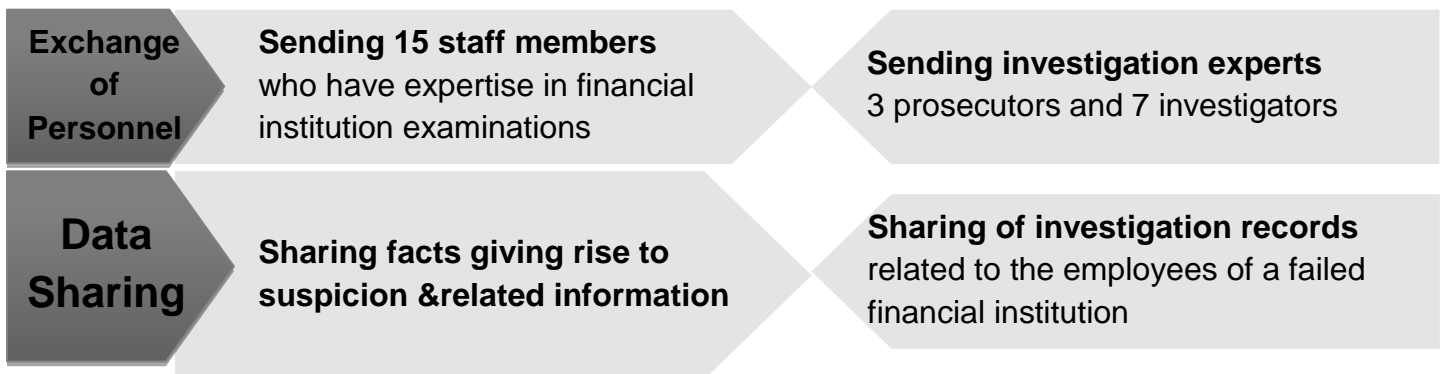 Exchange
of
Personnel
Sending 15 staff members
who have expertise in financial
institution examinations
Sending investigation experts
3 prosecutors and 7 investigators
Data
Sharing
Sharing facts giving rise to
suspicion &related information
Sharing of investigation records
related to the employees of a failed
financial institution